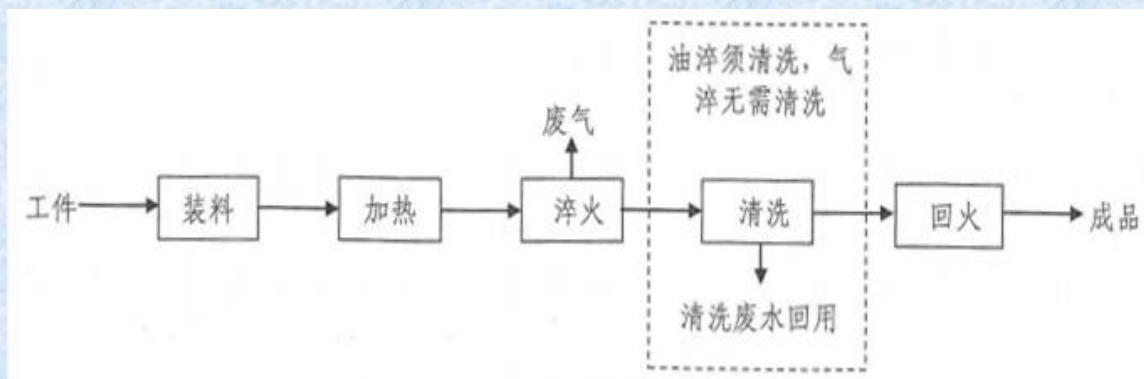 油淬须清洗，气
淬无需清洗
废气
工件
装料
加热
淬火
清洗
回火
成品
清洗废水回用